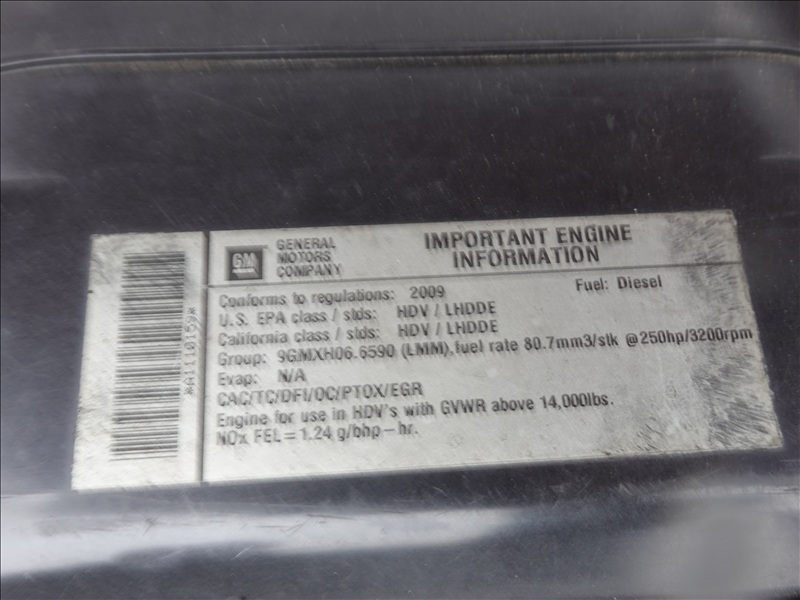 GM
GENERAL
MOTORS
COMPANY
IMPORTANT ENGINE
INFORMATION
Conforms to regulations: 2009 Fuel: Diesel
U.S. EPA class / stds: HDV / LHDDE
California class / stds: HDV / LHDDE
Group: 9GMXH06.6590 (LMM),fuel rate 80.7mm3/stk @250hp/3200rpm
Evap: N/A
CAC/TC/DFI/OC/PTOX/EGR
Engine for use in HDV's with GVWR above 14,000lbs.
NOx FEL=1.24 g/bhp-hr.